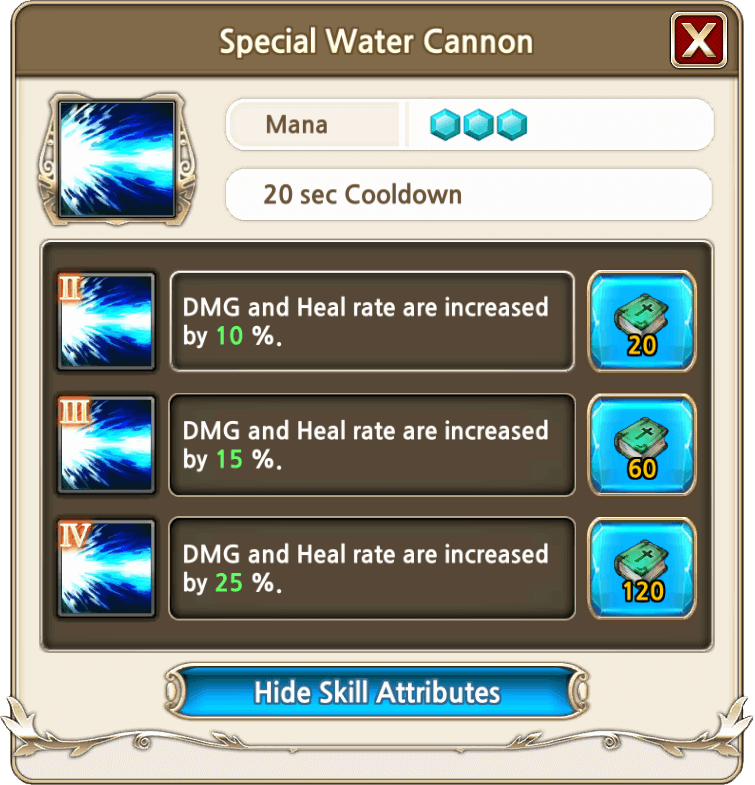 Special Water Cannon
X
Mana
20 sec Cooldown
II
DMG and Heal rate are increased
by 10 %.
20
III
DMG and Heal rate are increased
by 15 %.
60
IV
DMG and Heal rate are increased
by 25 %.
120
Hide Skill Attributes